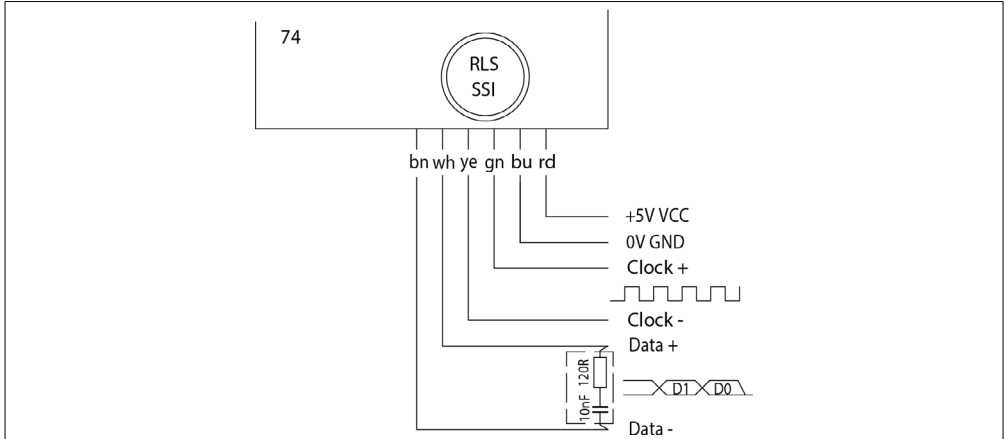 74
RLS
SSI
bn wh ye gn bu rd
+5V VCC
0V GND
Clock +
Clock -
Data +
120R
10nF
D1 D0
Data -